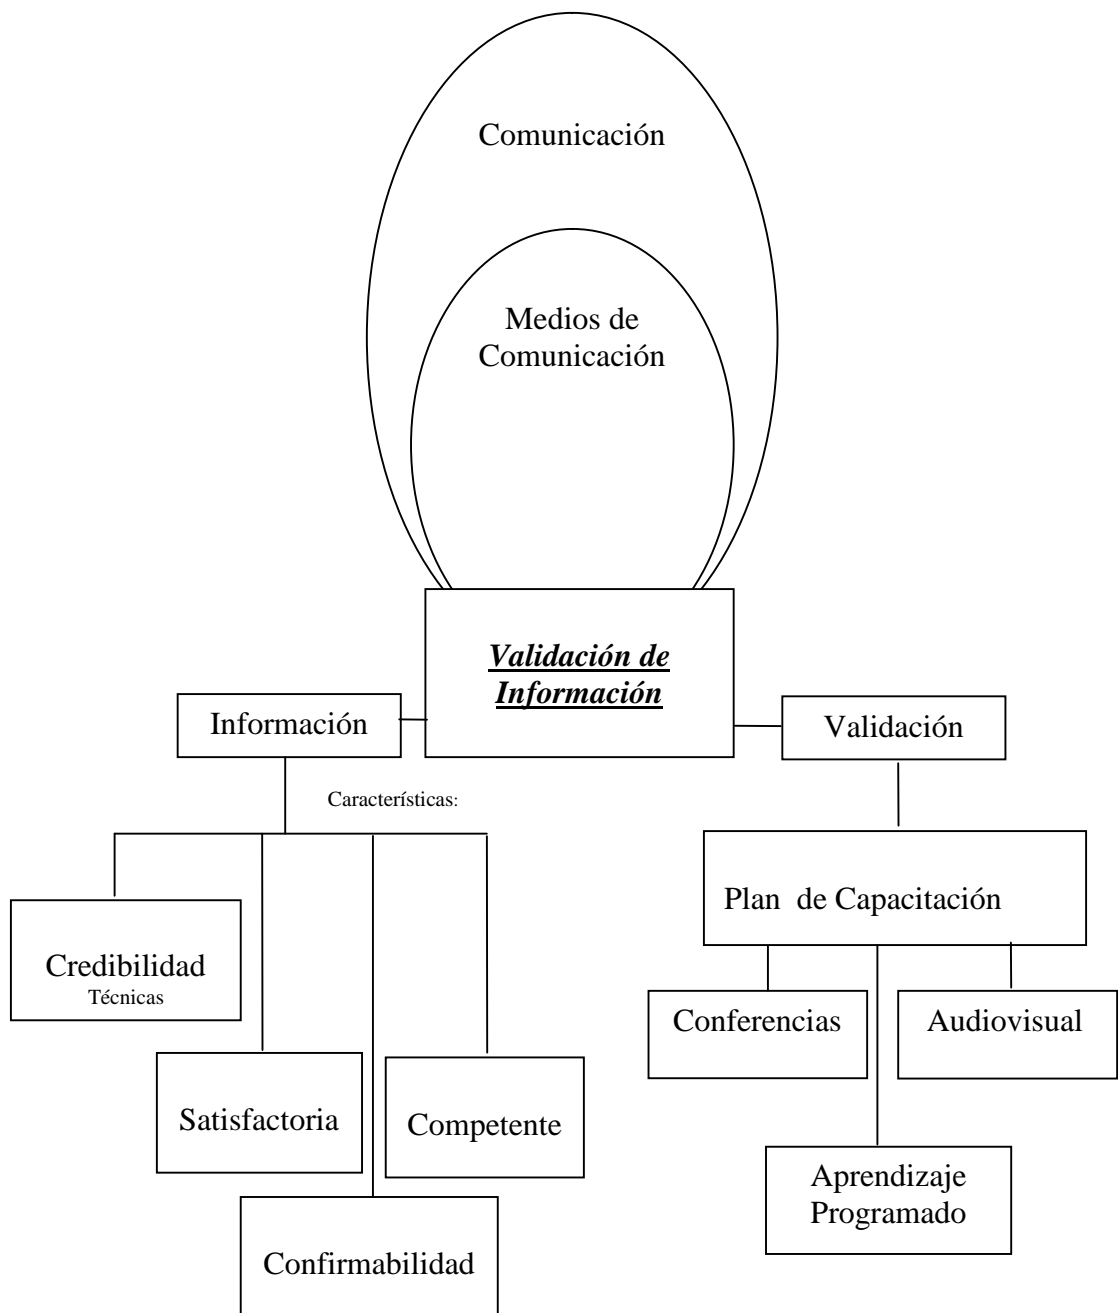 Comunicación
Medios de
Comunicación
Validación de
Información
Información
Validación
Características:
Plan de Capacitación
Credibilidad
Técnicas
Conferencias
Audiovisual
Satisfactoria
Competente
Aprendizaje
Programado
Confirmabilidad